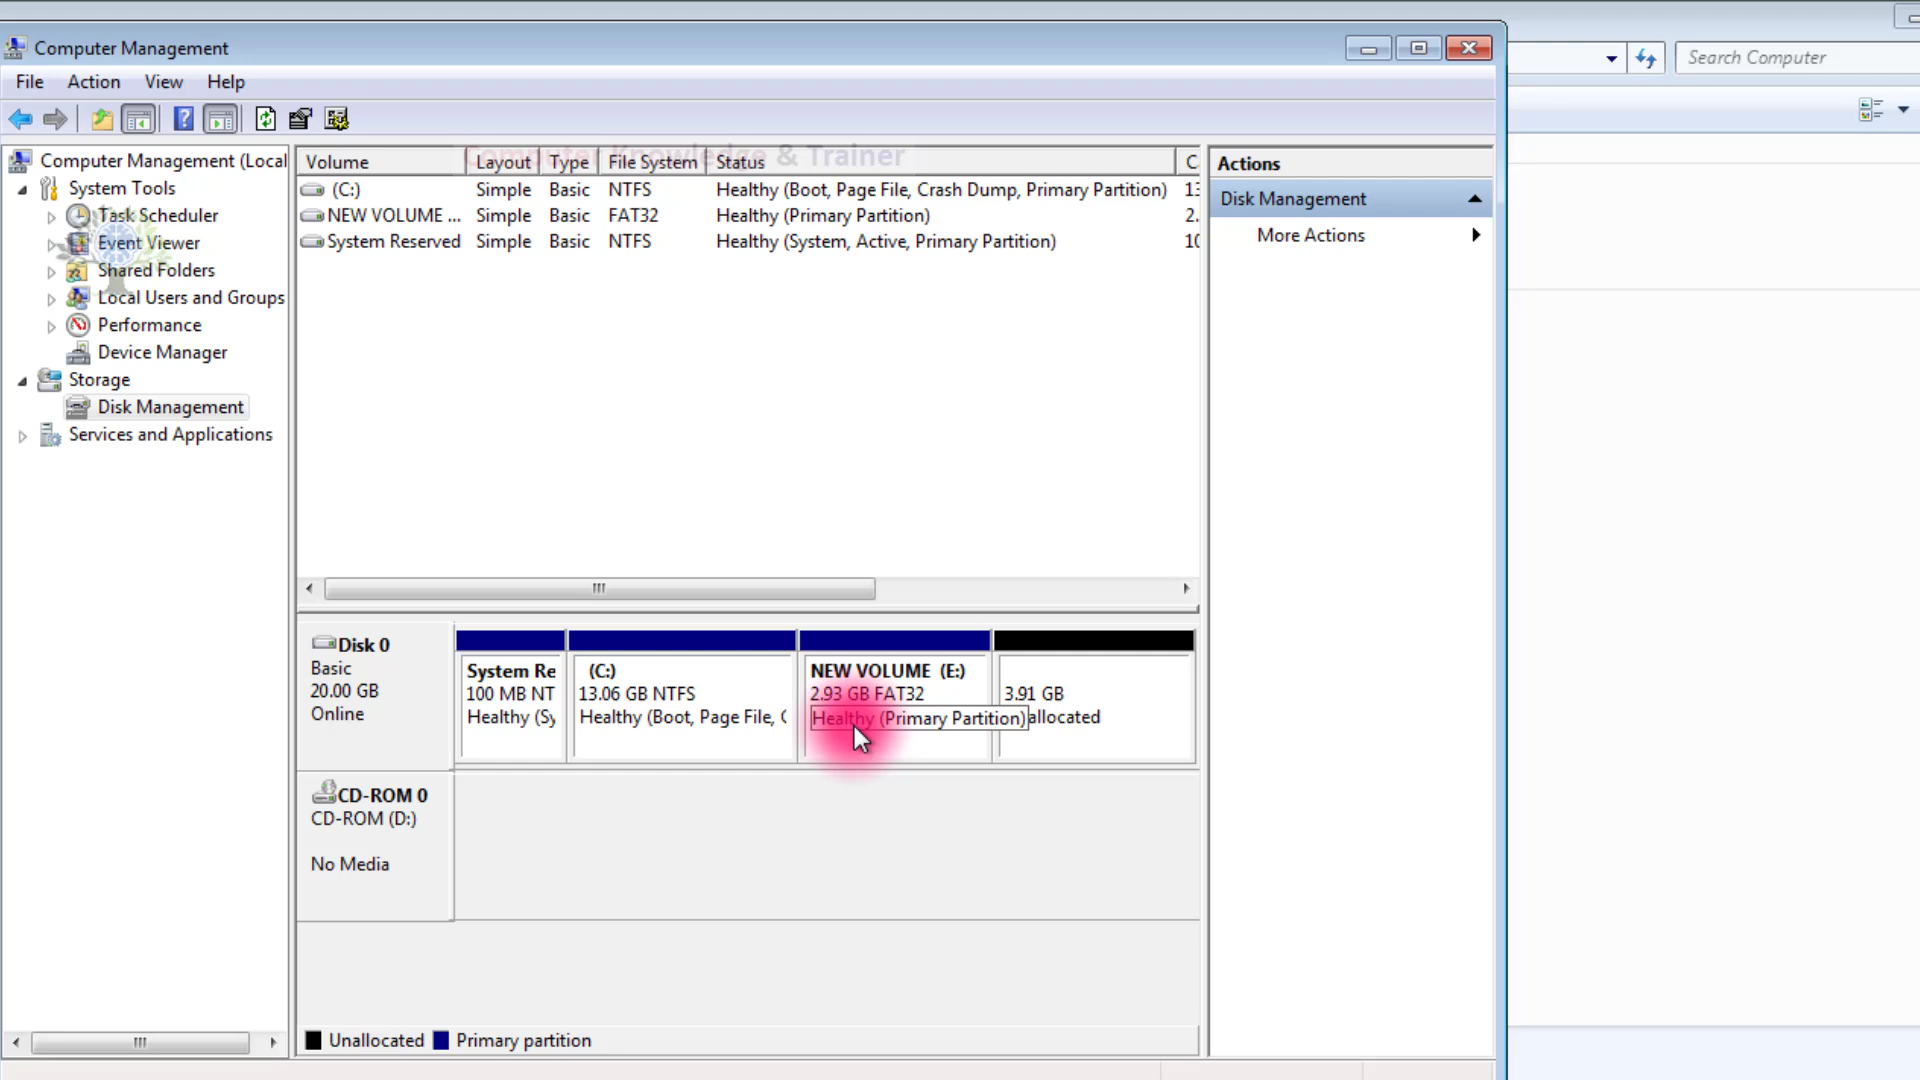 Computer Management
Search Computer
File Action View Help
Computer Knowledge & Trainer
Computer Management (Local
System Tools
Task Scheduler
Event Viewer
Shared Folders
Local Users and Groups
Performance
Device Manager
Storage
Disk Management
Services and Applications
Volume Layout Type File System Status C
(C:) Simple Basic NTFS Healthy (Boot, Page File, Crash Dump, Primary Partition) 13
NEW VOLUME ... Simple Basic FAT32 Healthy (Primary Partition) 2.
System Reserved Simple Basic NTFS Healthy (System, Active, Primary Partition) 10
Actions
Disk Management
More Actions
Disk 0
Basic
20.00 GB
Online
System Re
100 MB NT
Healthy (Sy
(C:)
13.06 GB NTFS
Healthy (Boot, Page File, C
NEW VOLUME (E:)
2.93 GB FAT32
Healthy (Primary Partition)
3.91 GB
allocated
CD-ROM 0
CD-ROM (D:)
No Media
Unallocated Primary partition